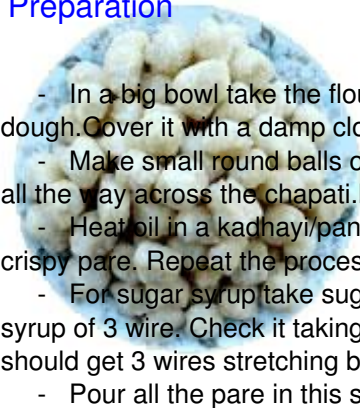 Preparation
- In a big bowl take the flou
dough.Cover it with a damp clo
- Make small round balls o
all the way across the chapati.
- Heat oil in a kadhayi/pan
crispy pare. Repeat the proces
- For sugar syrup take sug
syrup of 3 wire. Check it taking
should get 3 wires stretching b
- Pour all the pare in this s